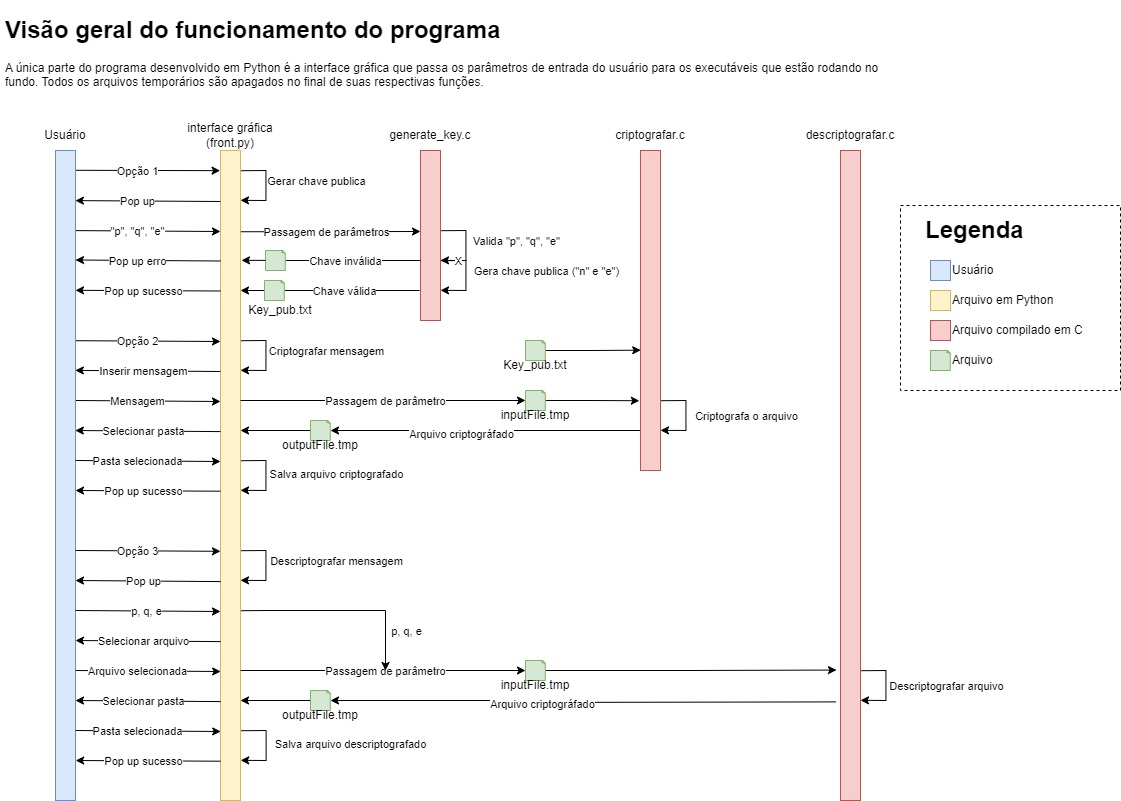 Visão geral do funcionamento do programa
A única parte do programa desenvolvido em Python é a interface gráfica que passa os parâmetros de entrada do usuário para os executáveis que estão rodando no
fundo. Todos os arquivos temporários são apagados no final de suas respectivas funções.
Usuário
interface gráfica
(front.py)
generate_key.c
criptografar.c
descriptografar.c
Opção 1
Gerar chave publica
Pop up
"p", "q", "e"
Passagem de parâmetros
Valida "p", "q", "e"
Pop up erro
Chave inválida
X
Gera chave publica ("n" e "e")
Pop up sucesso
Chave válida
Key_pub.txt
Opção 2
Criptografar mensagem
Key_pub.txt
Inserir mensagem
Mensagem
Passagem de parâmetro
inputFile.tmp
Criptografa o arquivo
Selecionar pasta
outputFile.tmp
Arquivo criptográfado
Pasta selecionada
Salva arquivo criptografado
Pop up sucesso
Opção 3
Descriptografar mensagem
Pop up
p, q, e
p, q, e
Selecionar arquivo
Arquivo selecionada
Passagem de parâmetro
inputFile.tmp
Descriptografar arquivo
Selecionar pasta
outputFile.tmp
Arquivo criptográfado
Pasta selecionada
Salva arquivo descriptografado
Pop up sucesso
Legenda
Usuário
Arquivo em Python
Arquivo compilado em C
Arquivo